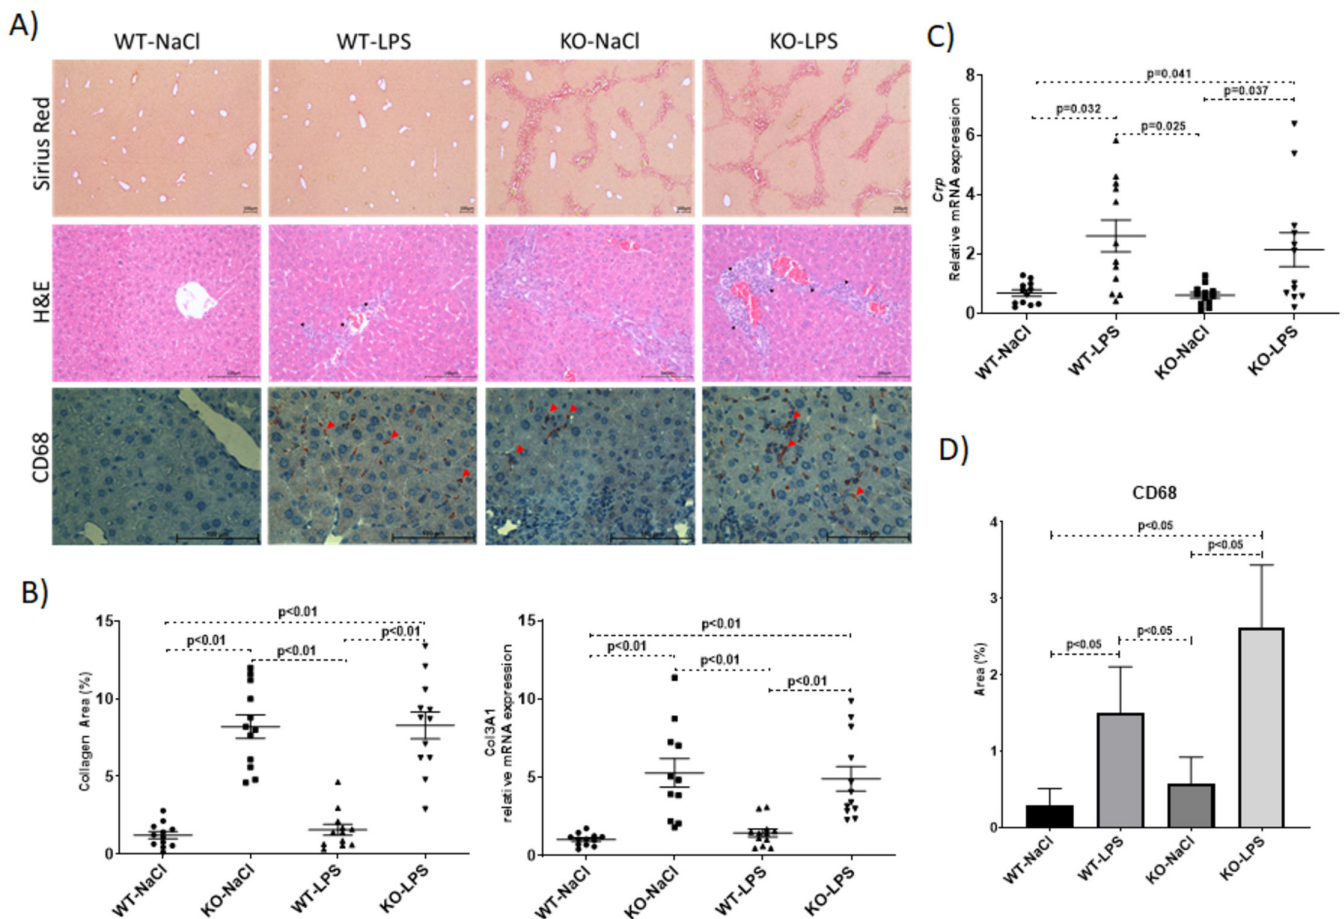 A)
WT-NaCl WT-LPS KO-NaCl KO-LPS
Sirius Red
H&E
CD68
100 µm
B)
15
10
5
0
Collagen Area (%)
p<0.01
p<0.01
p<0.01
p<0.01
WT-NaCl KO-NaCl WT-LPS KO-LPS
15
10
5
0
Col3A1
relative mRNA expression
p<0.01
p<0.01
p<0.01
p<0.01
WT-NaCl KO-NaCl WT-LPS KO-LPS
C)
8
6
4
2
0
Crp
Relative mRNA expression
p=0.041
p=0.037
p=0.032
p=0.025
WT-NaCl WT-LPS KO-NaCl KO-LPS
D)
CD68
4
3
2
1
0
Area (%)
p<0.05
p<0.05
p<0.05
p<0.05
WT-NaCl WT-LPS KO-NaCl KO-LPS